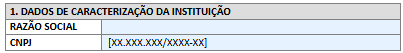 1. DADOS DE CARACTERIZAÇÃO DA INSTITUIÇÃO
RAZÃO SOCIAL
CNPJ [XX.XXX.XXX/XXXX-XX]